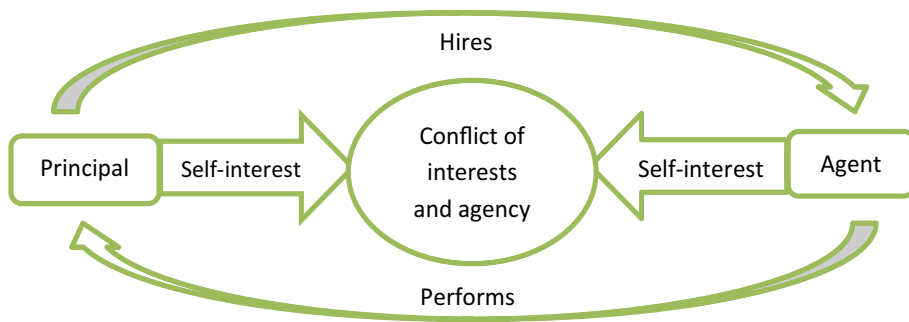 Hires
Principal
Self-interest
Conflict of
interests
and agency
Self-interest
Agent
Performs